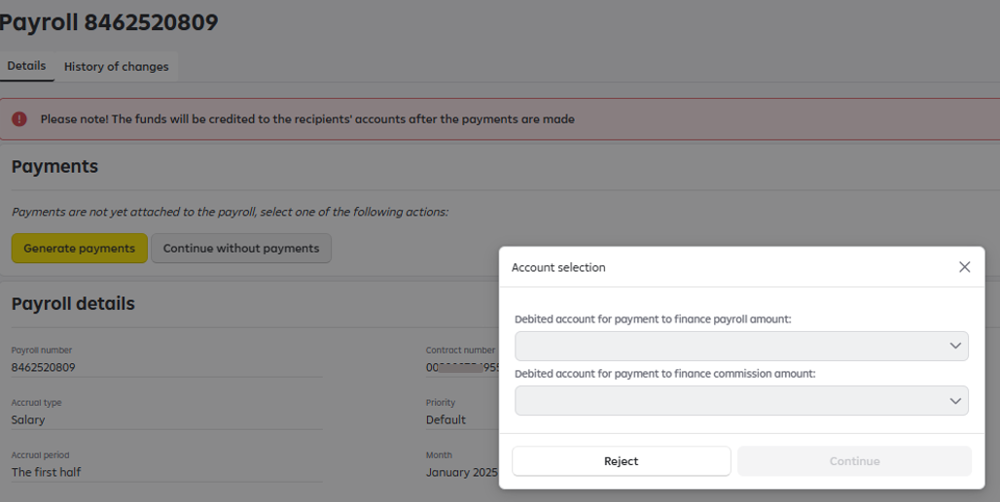 Payroll 8462520809
Details
History of changes
Please note! The funds will be credited to the recipients' accounts after the payments are made
Payments
Payments are not yet attached to the payroll, select one of the following actions:
Generate payments
Continue without payments
Payroll details
Payroll number
8462520809
Contract number
Accrual type
Salary
Priority
Default
Accrual period
The first half
Month
January 2025
Account selection
Debited account for payment to finance payroll amount:
Debited account for payment to finance commission amount:
Reject
Continue